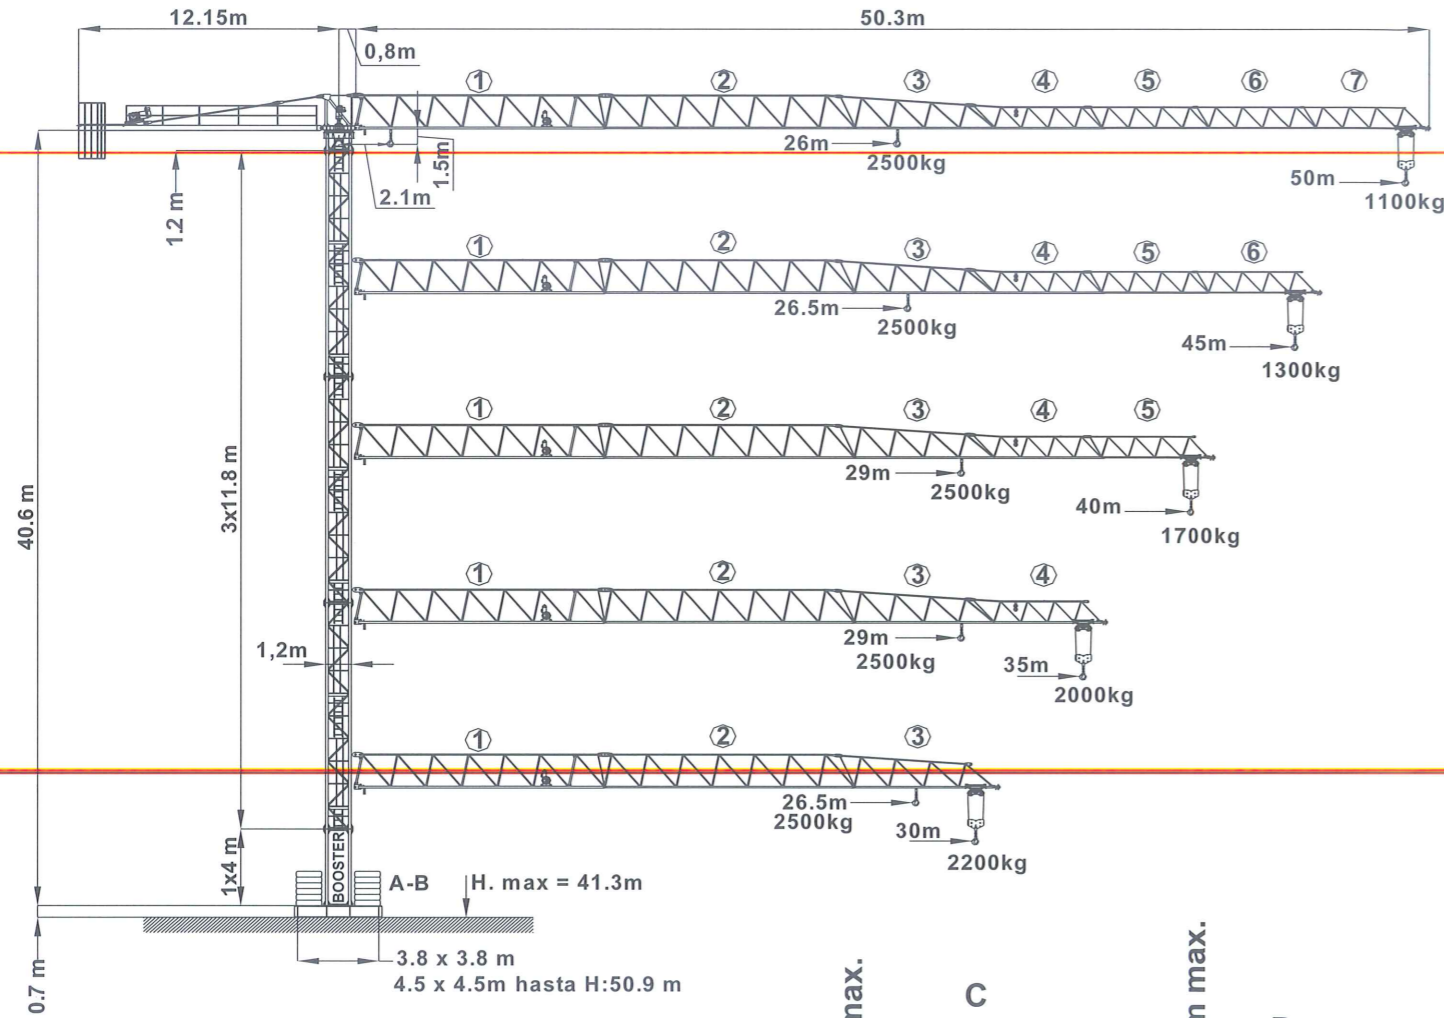 12.15m
50.3m
0,8m
1 2 3 4 5 6 7
26m
2500kg
1.5m
2.1m
50m
1100kg
1.2 m
1 2 3 4 5 6
26.5m
2500kg
45m
1300kg
1 2 3 4 5
29m
2500kg
40m
1700kg
40.6 m
3x11.8 m
1 2 3 4
29m
2500kg
1,2m
35m
2000kg
1 2 3
26.5m
2500kg
30m
2200kg
1x4 m
BOOSTER
A-B
H. max = 41.3m
0.7 m
3.8 x 3.8 m
4.5 x 4.5m hasta H:50.9 m
max.
C
max.